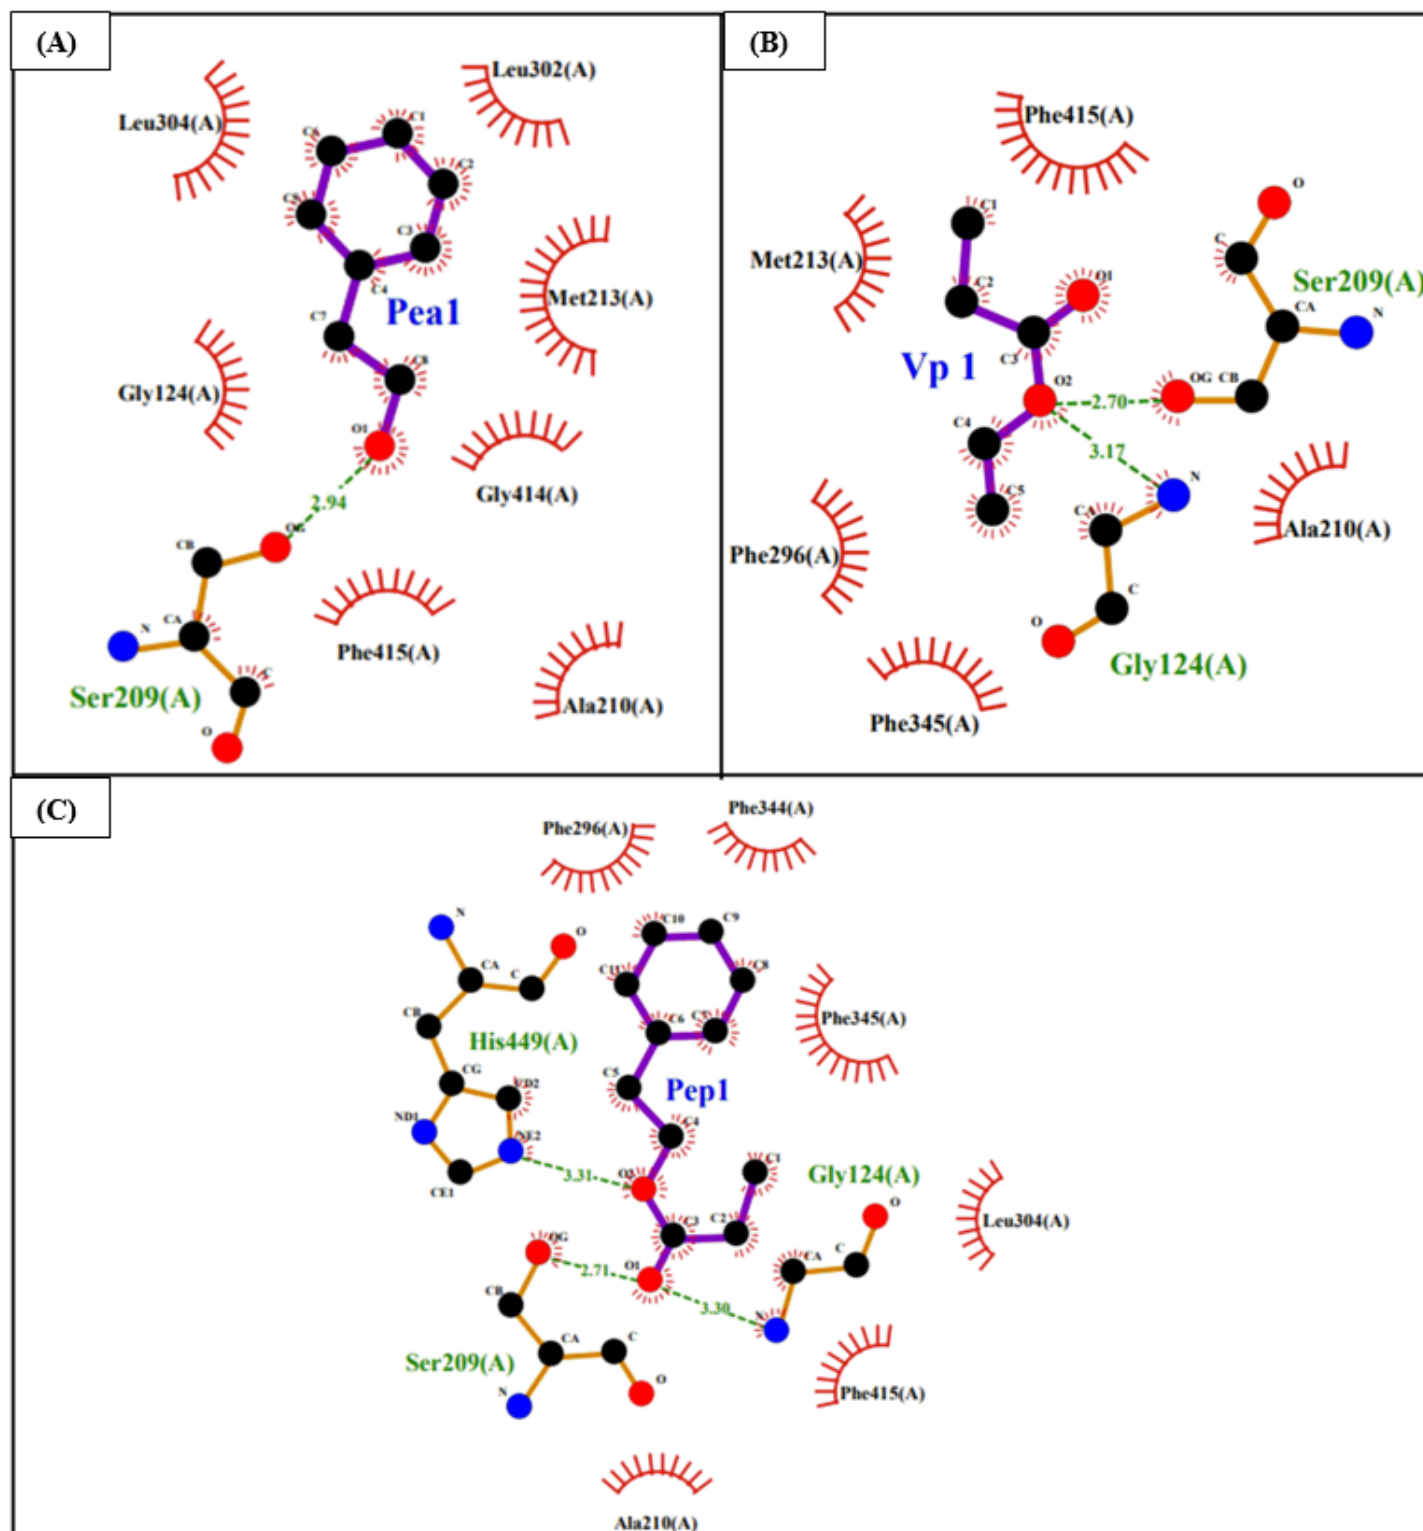 (A)
Leu302(A)
Leu304(A)
C1
C6
C2
C5
C3
C4
Met213(A)
Pea1
C7
C8
Gly124(A)
O1
Gly414(A)
2.94
OG
CB
CA
N
Phe415(A)
C
Ser209(A)
Ala210(A)
O
(B)
Phe415(A)
O
C1
C
Met213(A)
O1
Ser209(A)
C2
CA
N
C3
Vp 1
O2
OG
CB
2.70
C4
3.17
N
C5
CA
Ala210(A)
Phe296(A)
C
O
Gly124(A)
Phe345(A)
(C)
Phe344(A)
Phe296(A)
N
C10
C9
O
CA
C
C11
C8
CB
Phe345(A)
C6
His449(A)
CG
C5
Pep1
ND1
C4
NE2
C1
3.31
Gly124(A)
CE1
O
C3
C2
Leu304(A)
OG
CA
C
O1
2.71
CB
3.30
N
CA
C
Ser209(A)
O
N
Phe415(A)
Ala210(A)